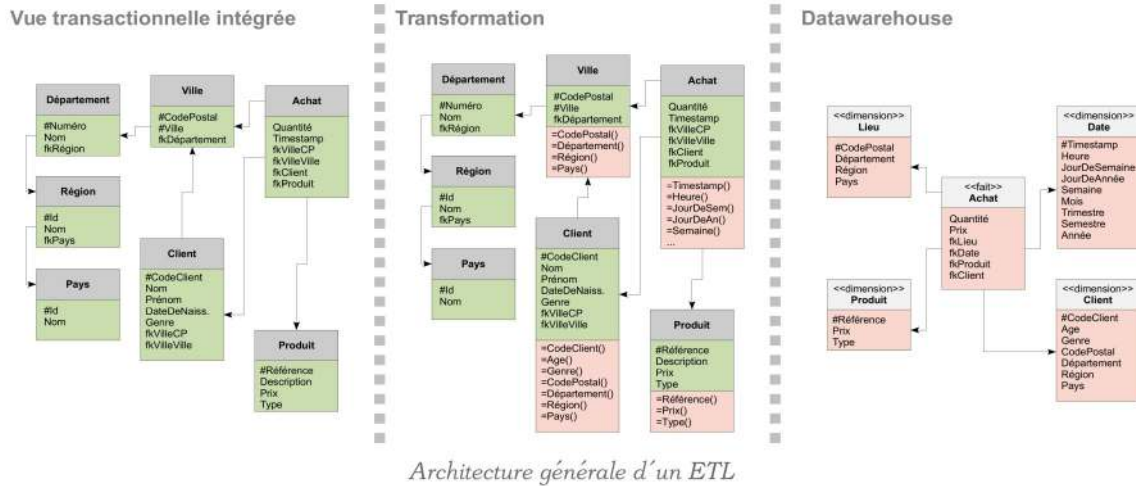 Vue transactionnelle intégrée
Département
#Numéro
Nom
fkRégion
Ville
#CodePostal
#Ville
fkDépartement
Achat
Quantité
Timestamp
fkVilleCP
fkVilleVille
fkClient
fkProduit
Région
#Id
Nom
fkPays
Client
#CodeClient
Nom
Prénom
DateDeNaiss.
Genre
fkVilleCP
fkVilleVille
Pays
#Id
Nom
Produit
#Référence
Description
Prix
Type
Transformation
Département
#Numéro
Nom
fkRégion
Ville
#CodePostal
#Ville
fkDépartement
=CodePostal()
=Département()
=Région()
=Pays()
Achat
Quantité
Timestamp
fkVilleCP
fkVilleVille
fkClient
fkProduit
=Timestamp()
=Heure()
=JourDeSem()
=JourDeAn()
=Semaine()
...
Région
#Id
Nom
fkPays
Client
#CodeClient
Nom
Prénom
DateDeNaiss.
Genre
fkVilleCP
fkVilleVille
=CodeClient()
=Age()
=Genre()
=CodePostal()
=Département()
=Région()
=Pays()
Pays
#Id
Nom
Produit
#Référence
Description
Prix
Type
=Référence()
=Prix()
=Type()
Datawarehouse
<<dimension>>
Lieu
#CodePostal
Département
Région
Pays
<<dimension>>
Date
#Timestamp
Heure
JourDeSemaine
JourDeAnnée
Semaine
Mois
Trimestre
Semestre
Année
<<fait>>
Achat
Quantité
Prix
fkLieu
fkDate
fkProduit
fkClient
<<dimension>>
Produit
#Référence
Prix
Type
<<dimension>>
Client
#CodeClient
Age
Genre
CodePostal
Département
Région
Pays
Architecture générale d´un ETL